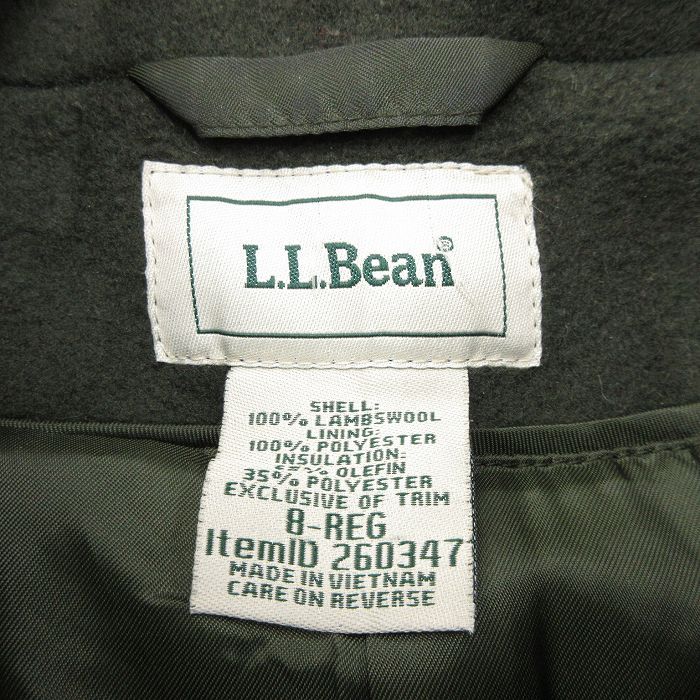 L.L.Bean®
SHELL:
100% LAMBSWOOL
LINING:
100% POLYESTER
INSULATION:
65% OLEFIN
35% POLYESTER
EXCLUSIVE OF TRIM
8-REG
ItemID 260347
MADE IN VIETNAM
CARE ON REVERSE